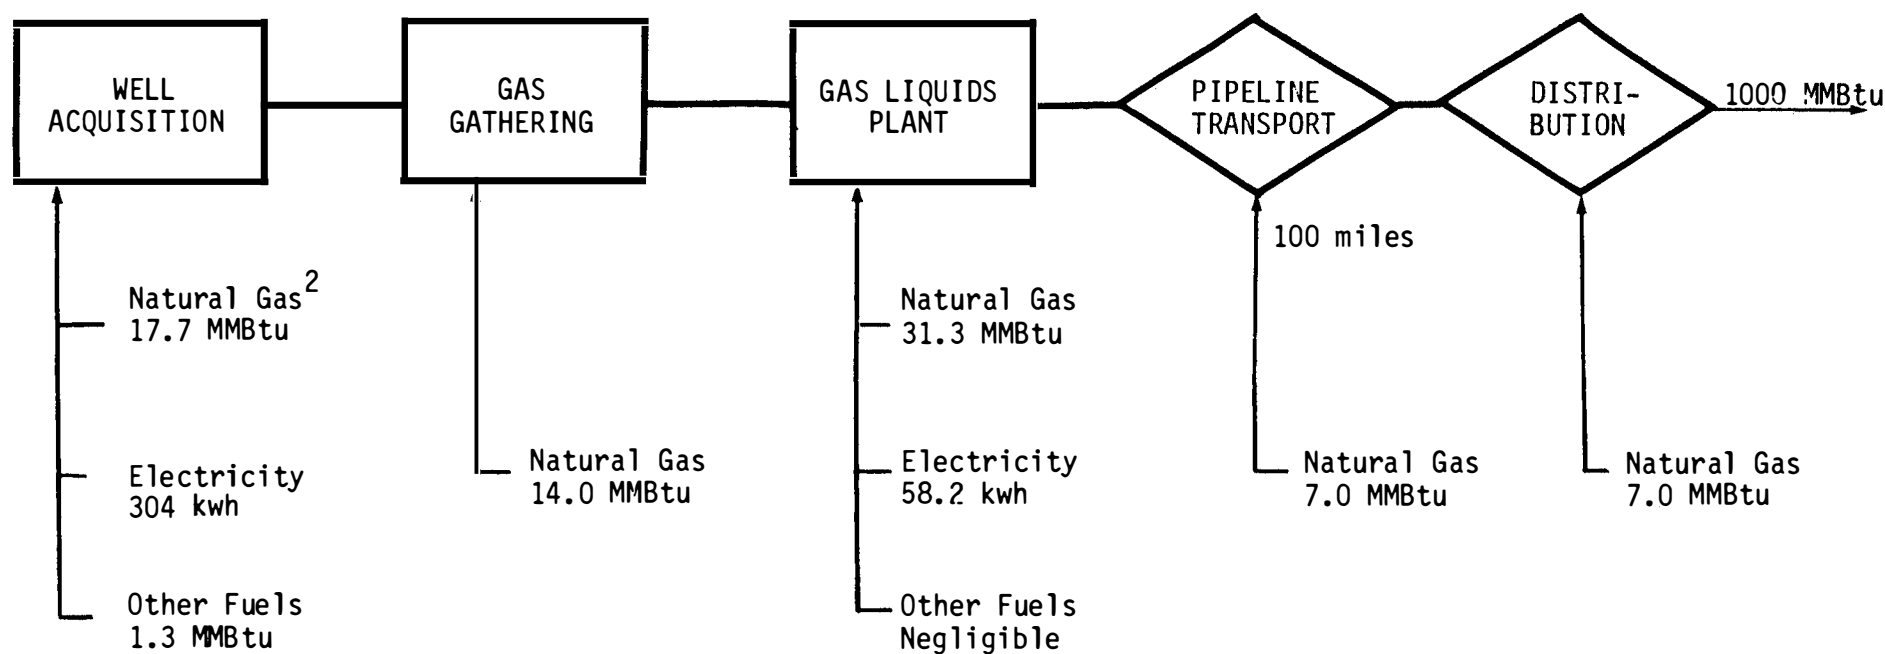 WELL
ACQUISITION
GAS
GATHERING
GAS LIQUIDS
PLANT
PIPELINE
TRANSPORT
DISTRI-
BUTION
1000 MMBtu
100 miles
Natural Gas2
17.7 MMBtu
Electricity
304 kwh
Other Fuels
1.3 MMBtu
Natural Gas
14.0 MMBtu
Natural Gas
31.3 MMBtu
Electricity
58.2 kwh
Other Fuels
Negligible
Natural Gas
7.0 MMBtu
Natural Gas
7.0 MMBtu